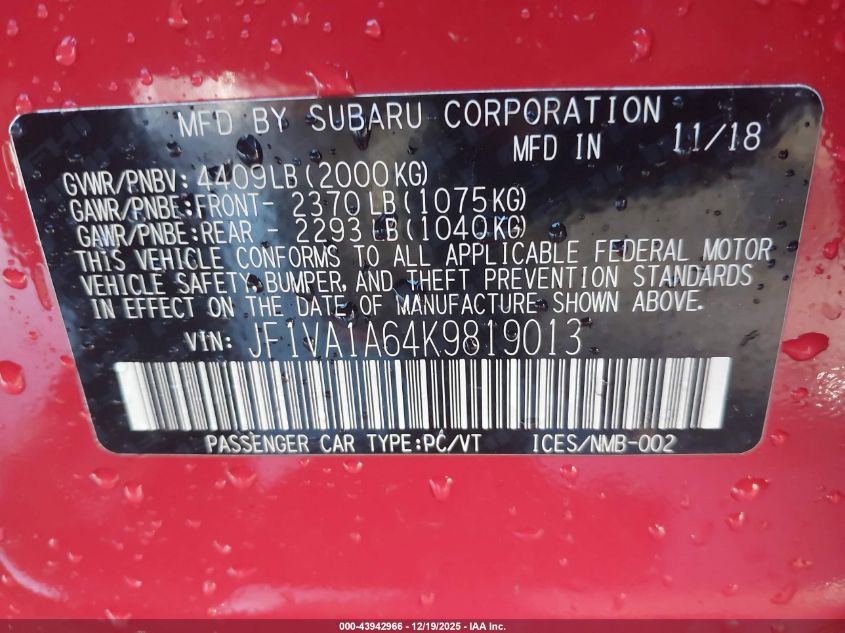 MFD BY SUBARU CORPORATION
MFD IN 11/18
GVWR/PNBV: 4409LB(2000KG)
GAWR/PNBE:FRONT- 2370LB(1075KG)
GAWR/PNBE:REAR - 2293LB(1040KG)
THIS VEHICLE CONFORMS TO ALL APPLICABLE FEDERAL MOTOR
VEHICLE SAFETY, BUMPER, AND THEFT PREVENTION STANDARDS
IN EFFECT ON THE DATE OF MANUFACTURE SHOWN ABOVE.
VIN: JF1VA1A64K9819013
PASSENGER CAR TYPE:PC/VT ICES/NMB-002
000-43942966 - 12/19/2025 - IAA Inc.